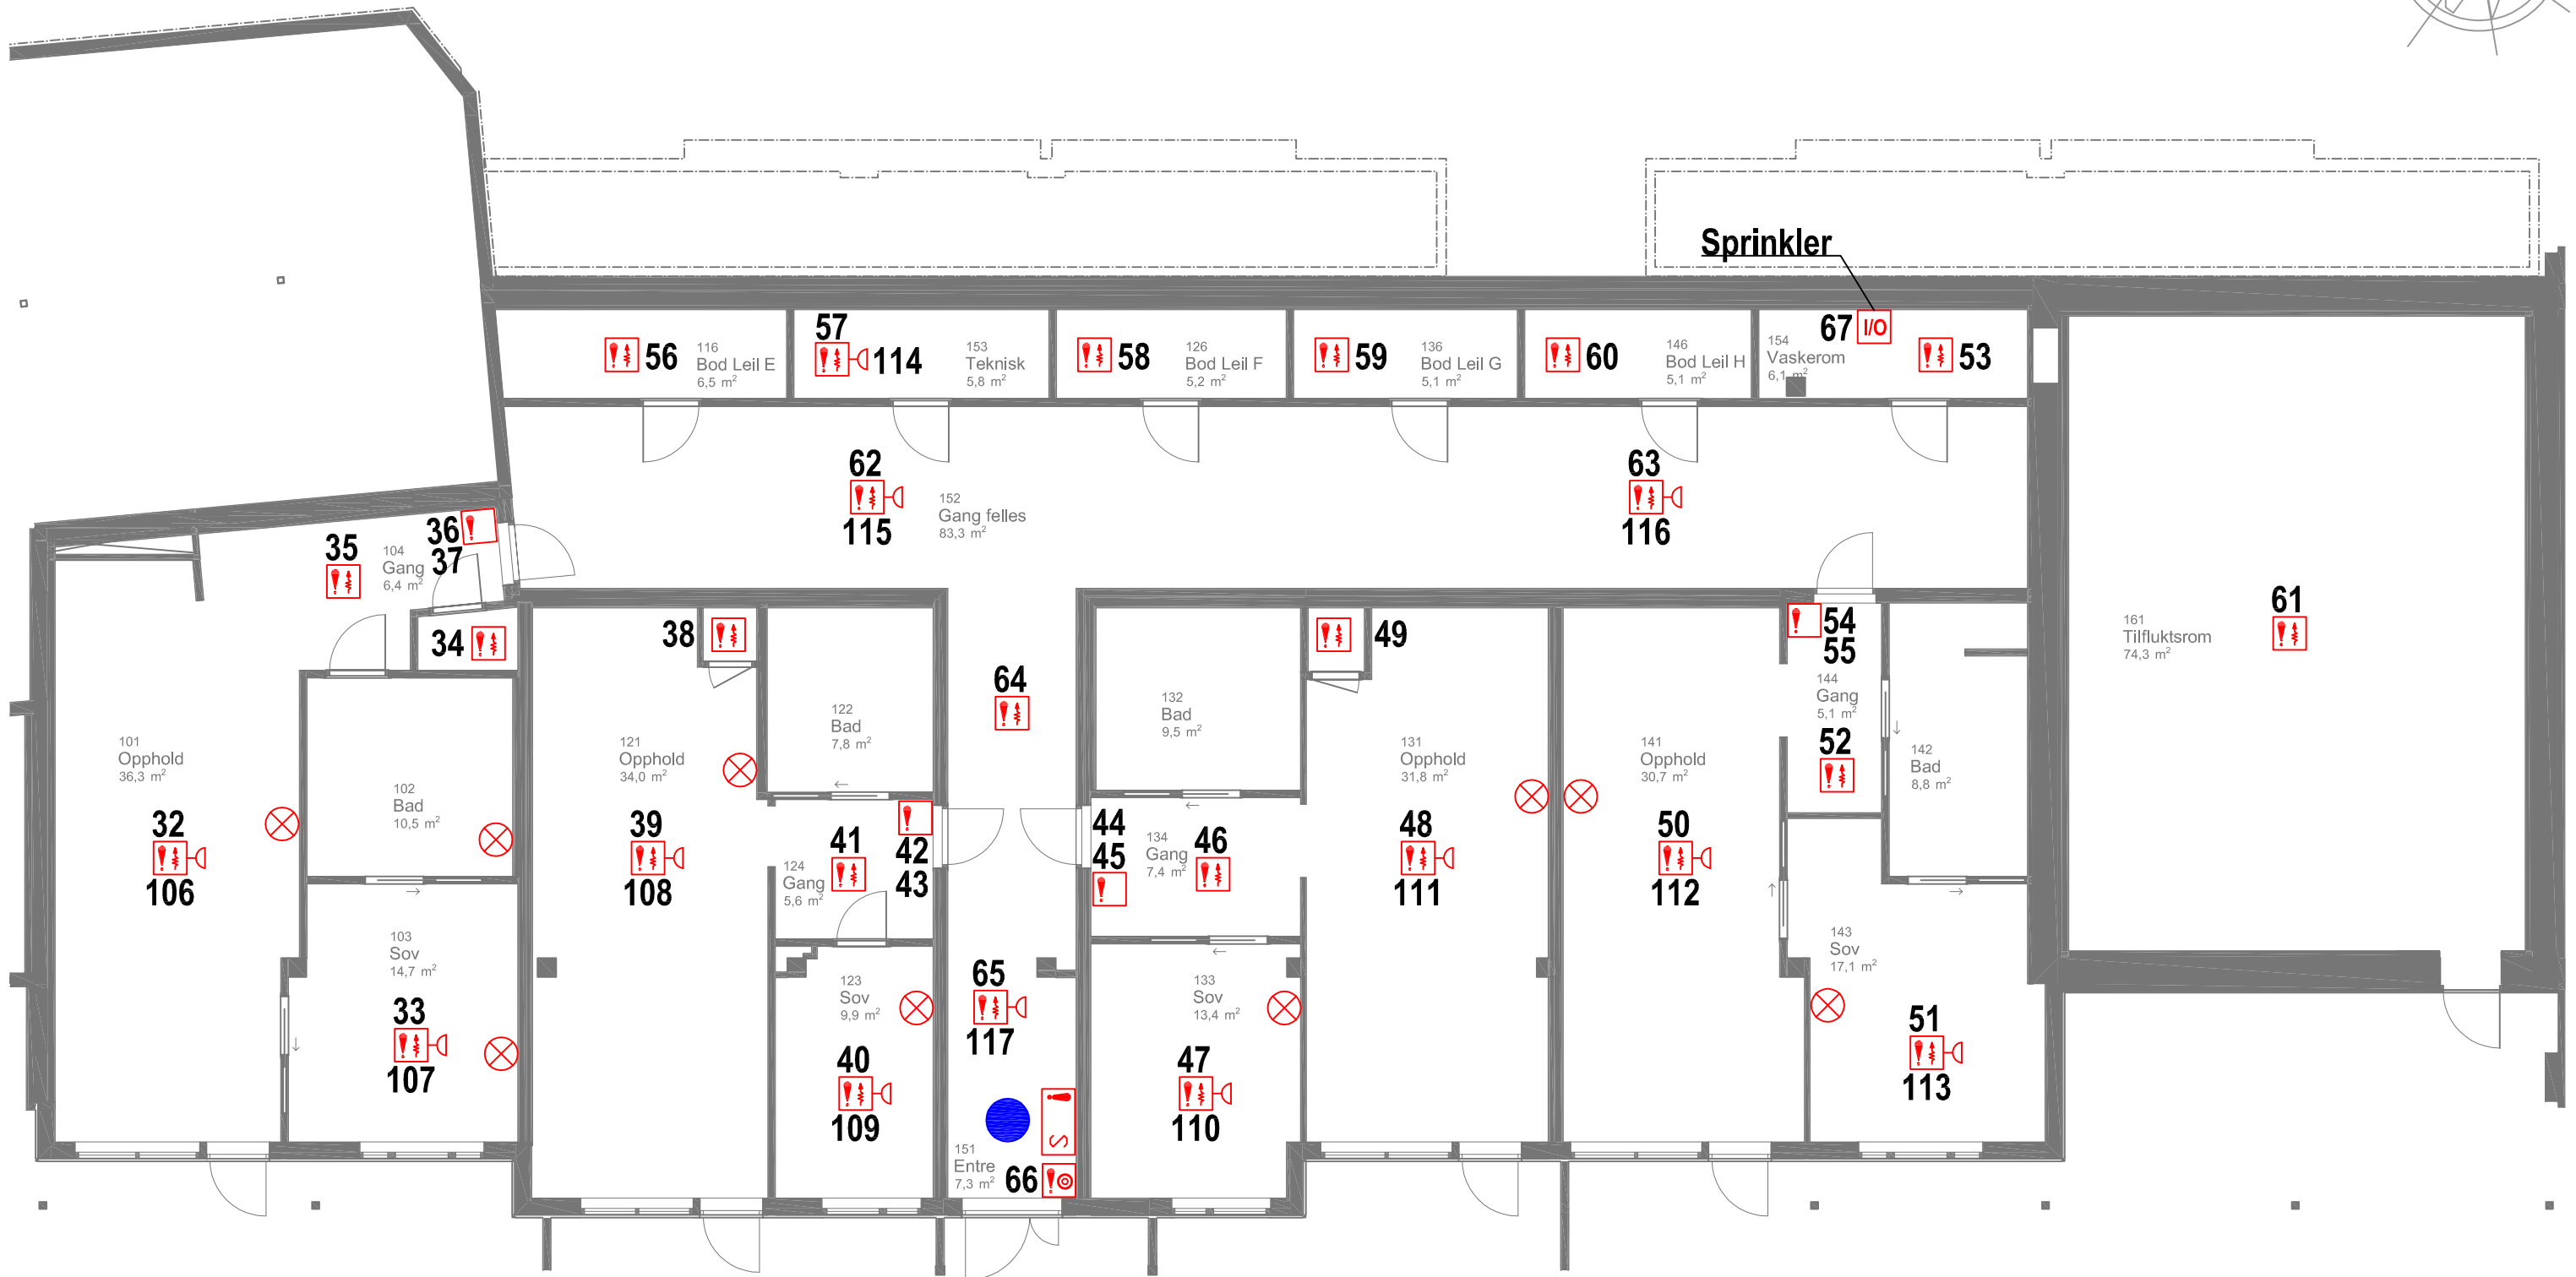 Sprinkler
56
116
Bod Leil E
6,5 m²
57
114
153
Teknisk
5,8 m²
58
126
Bod Leil F
5,2 m²
59
136
Bod Leil G
5,1 m²
60
146
Bod Leil H
5,1 m²
67 I/O
154
Vaskerom
6,1 m²
53
62
115
152
Gang felles
83,3 m²
63
116
36
37
35
104
Gang
6,4 m²
34
38
49
54
55
144
Gang
5,1 m²
52
61
161
Tilfluktsrom
74,3 m²
64
101
Opphold
36,3 m²
32
106
102
Bad
10,5 m²
121
Opphold
34,0 m²
39
108
122
Bad
7,8 m²
41
42
43
124
Gang
5,6 m²
132
Bad
9,5 m²
44
45
134
Gang
7,4 m²
46
131
Opphold
31,8 m²
48
111
141
Opphold
30,7 m²
50
112
142
Bad
8,8 m²
103
Sov
14,7 m²
33
107
123
Sov
9,9 m²
40
109
65
117
S
151
Entre
7,3 m²
66
133
Sov
13,4 m²
47
110
143
Sov
17,1 m²
51
113